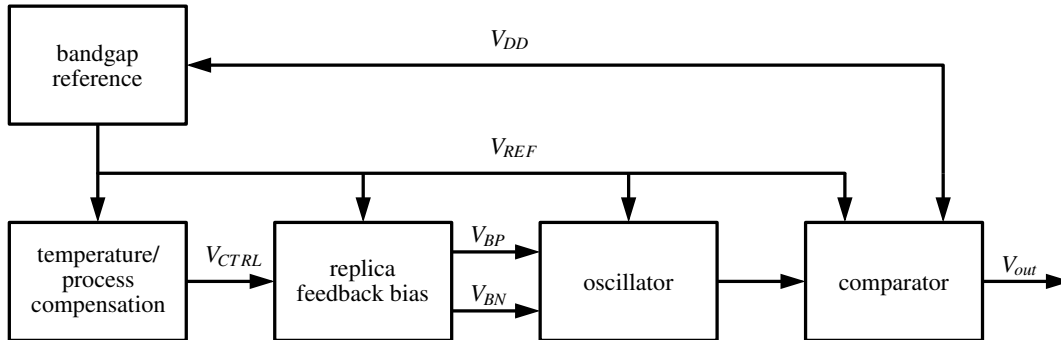 bandgap
reference
V_DD
V_REF
temperature/
process
compensation
V_CTRL
replica
feedback bias
V_BP
V_BN
oscillator
comparator
V_out